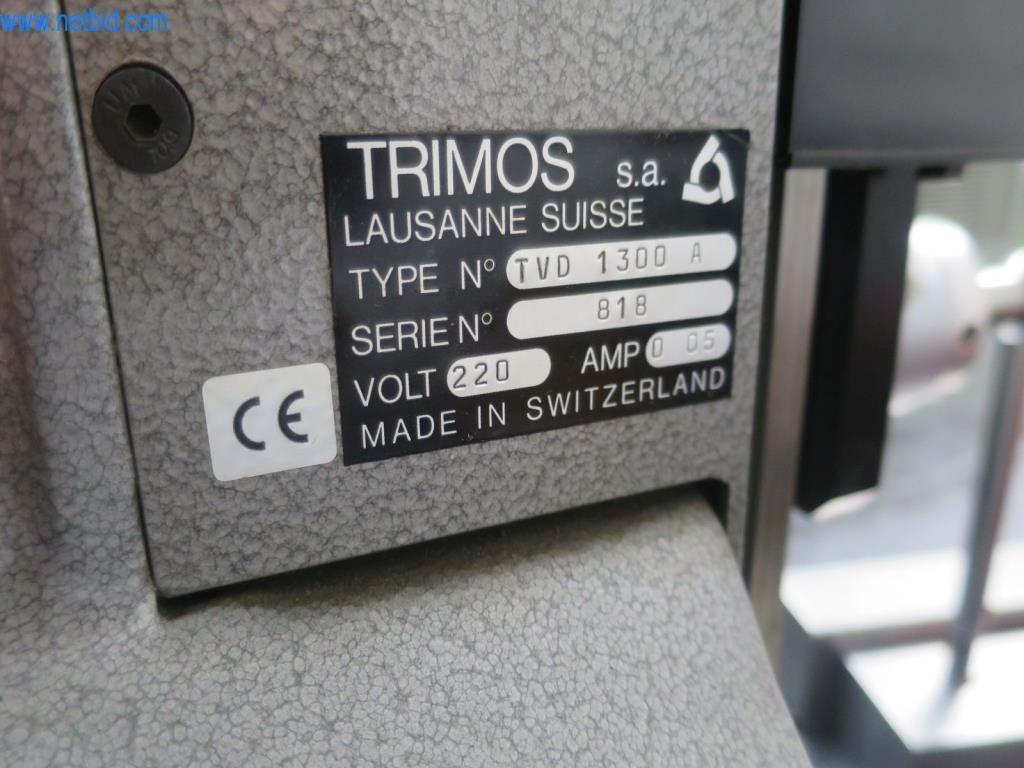 www.netbid.com
TRIMOS s.a.
LAUSANNE SUISSE
TYPE N° TVD 1300 A
SERIE N° 818
VOLT 220 AMP 0 05
MADE IN SWITZERLAND
CE